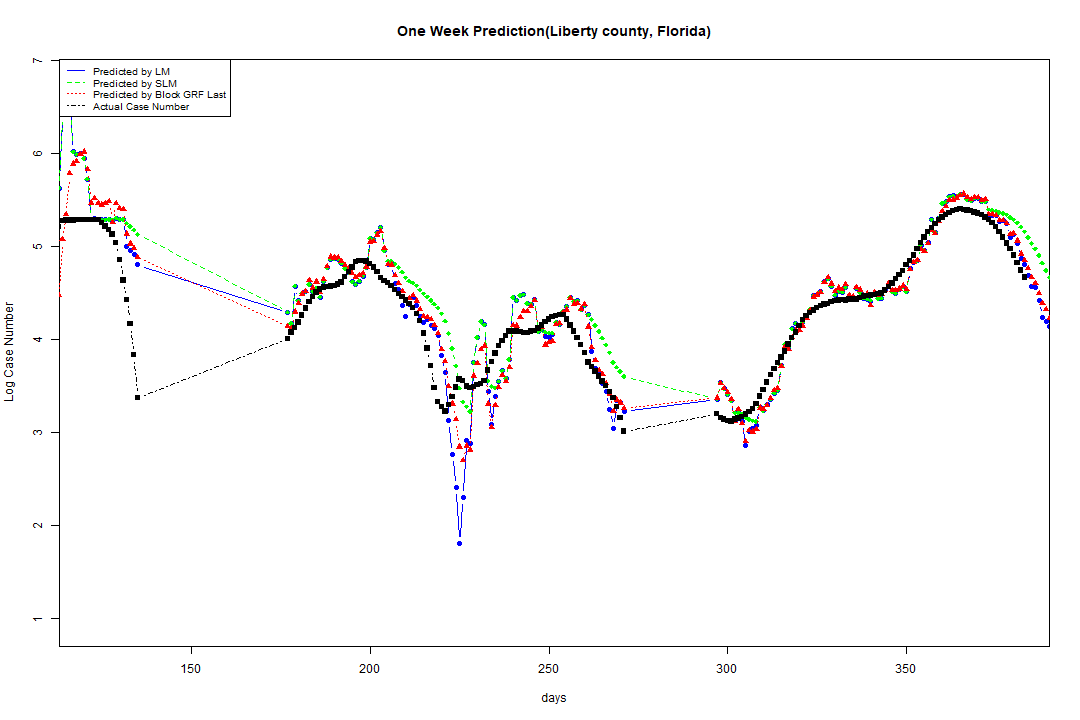 One Week Prediction(Liberty county, Florida)
Predicted by LM
Predicted by SLM
Predicted by Block GRF Last
Actual Case Number
7
6
5
4
3
2
1
Log Case Number
150
200
250
300
350
days